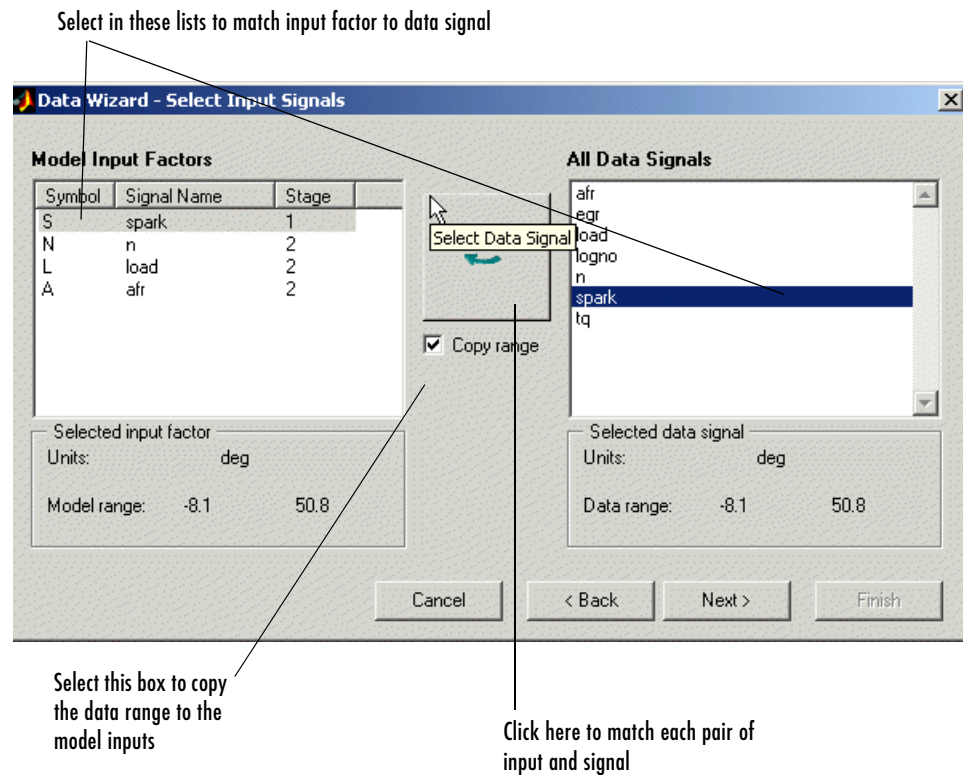 Select in these lists to match input factor to data signal
Data Wizard - Select Input Signals
Model Input Factors
Symbol Signal Name Stage
S spark 1
N n 2
L load 2
A afr 2
Select Data Signal
Copy range
All Data Signals
afr
egr
load
logno
n
spark
tq
Selected input factor
Units: deg
Model range: -8.1 50.8
Selected data signal
Units: deg
Data range: -8.1 50.8
Cancel
< Back
Next >
Finish
Select this box to copy
the data range to the
model inputs
Click here to match each pair of
input and signal